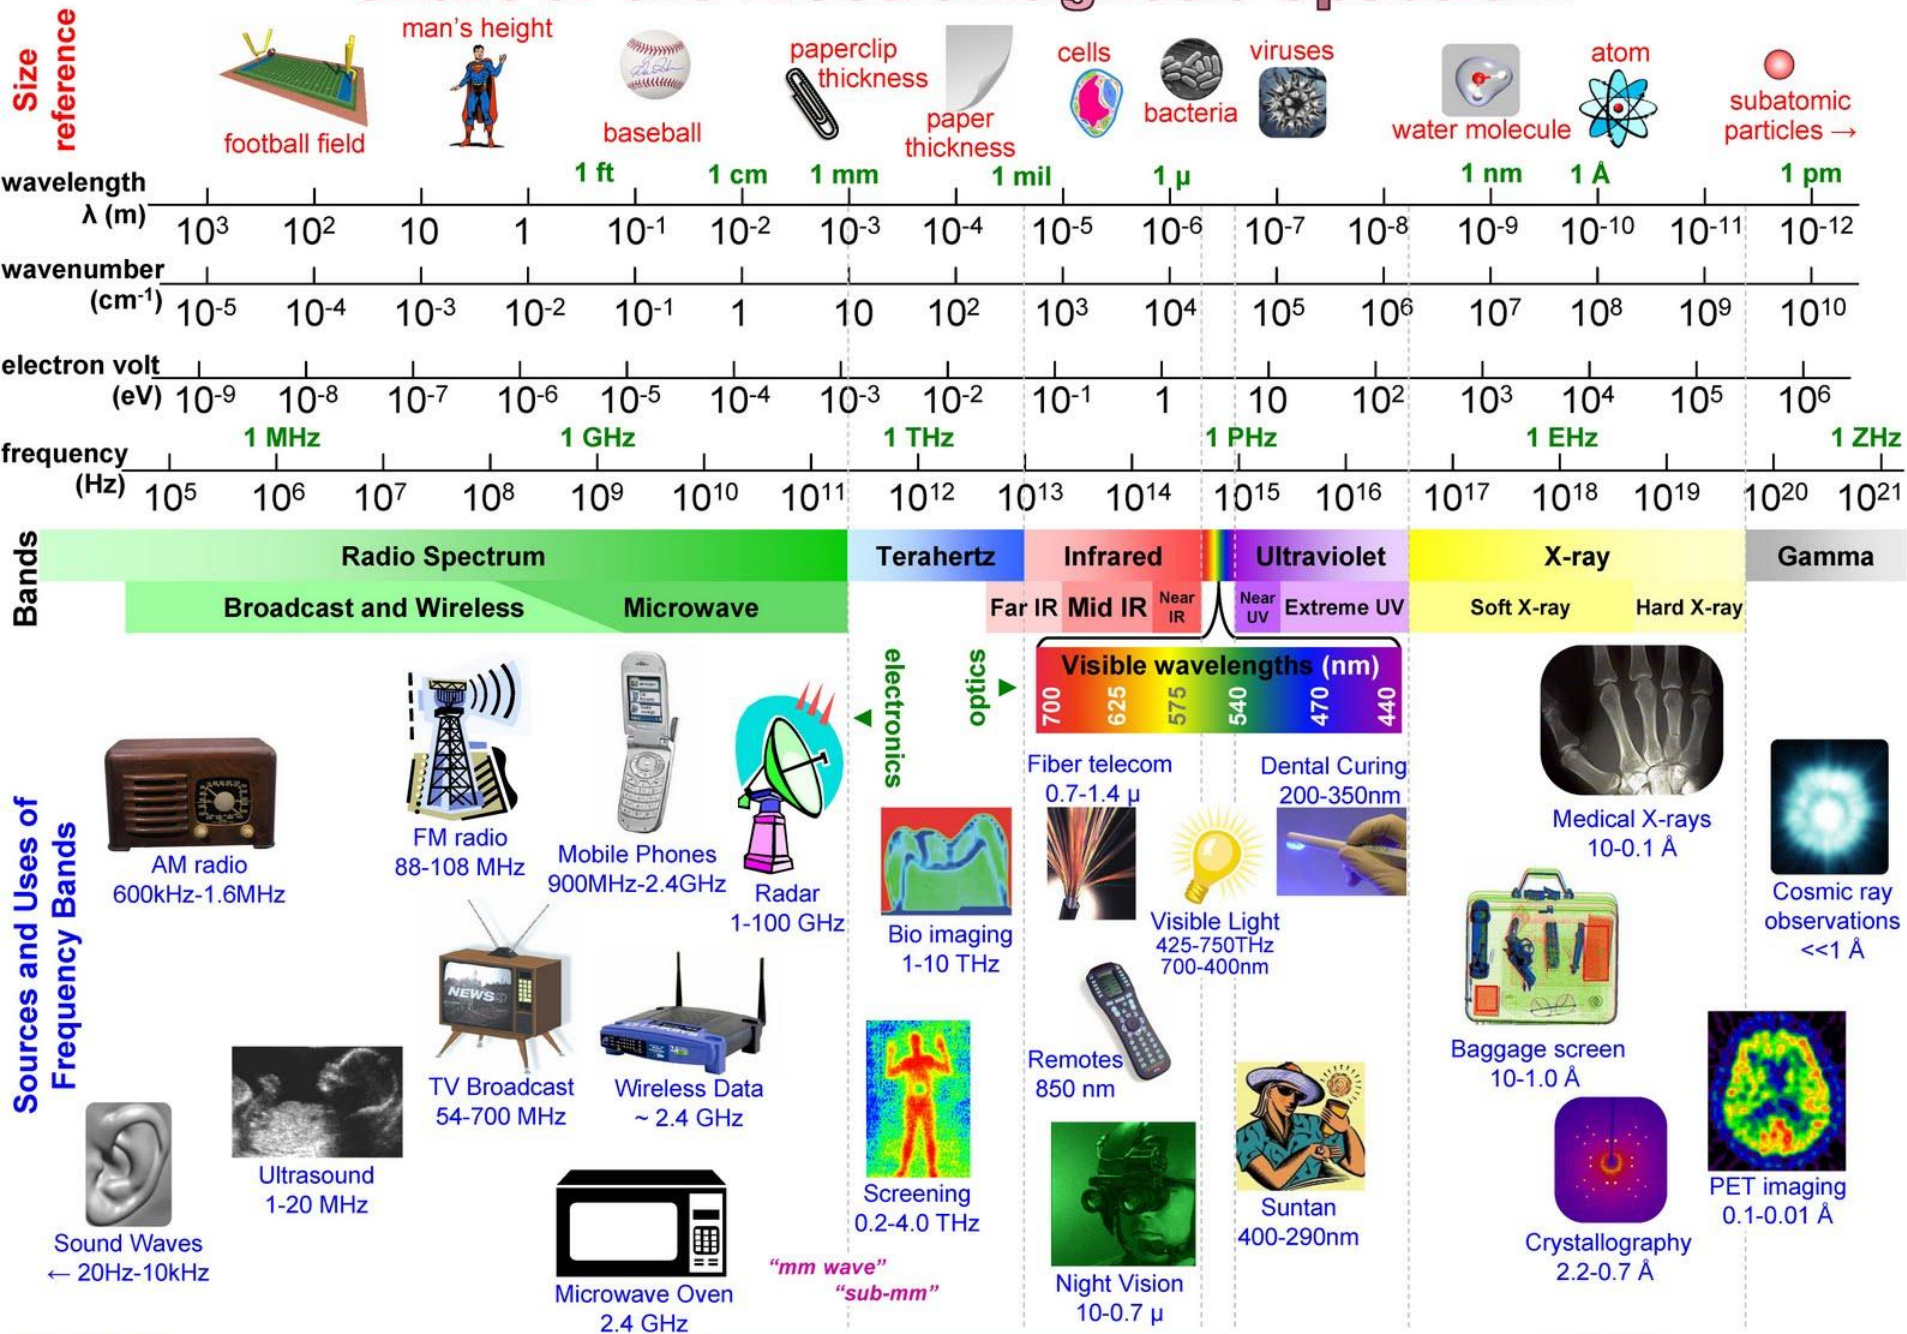 Chart of the Electromagnetic Spectrum
Size
reference
football field
man's height
baseball
paperclip
thickness
paper
thickness
cells
bacteria
viruses
water molecule
atom
subatomic
particles →
wavelength
λ (m)
1 ft 1 cm 1 mm 1 mil 1 µ 1 nm 1 Å 1 pm
10³ 10² 10 1 10⁻¹ 10⁻² 10⁻³ 10⁻⁴ 10⁻⁵ 10⁻⁶ 10⁻⁷ 10⁻⁸ 10⁻⁹ 10⁻¹⁰ 10⁻¹¹ 10⁻¹²
wavenumber
(cm⁻¹)
10⁻⁵ 10⁻⁴ 10⁻³ 10⁻² 10⁻¹ 1 10 10² 10³ 10⁴ 10⁵ 10⁶ 10⁷ 10⁸ 10⁹ 10¹⁰
electron volt
(eV)
10⁻⁹ 10⁻⁸ 10⁻⁷ 10⁻⁶ 10⁻⁵ 10⁻⁴ 10⁻³ 10⁻² 10⁻¹ 1 10 10² 10³ 10⁴ 10⁵ 10⁶
1 MHz 1 GHz 1 THz 1 PHz 1 EHz 1 ZHz
frequency
(Hz)
10⁵ 10⁶ 10⁷ 10⁸ 10⁹ 10¹⁰ 10¹¹ 10¹² 10¹³ 10¹⁴ 10¹⁵ 10¹⁶ 10¹⁷ 10¹⁸ 10¹⁹ 10²⁰ 10²¹
Bands
Radio Spectrum Terahertz Infrared Ultraviolet X-ray Gamma
Broadcast and Wireless Microwave
Far IR Mid IR
Near
IR
Near
UV
Extreme UV Soft X-ray Hard X-ray
electronics
optics
Visible wavelengths (nm)
700 625 575 540 470 440
Sources and Uses of
Frequency Bands
AM radio
600kHz-1.6MHz
FM radio
88-108 MHz
Mobile Phones
900MHz-2.4GHz
Radar
1-100 GHz
Bio imaging
1-10 THz
Fiber telecom
0.7-1.4 µ
Visible Light
425-750THz
700-400nm
Dental Curing
200-350nm
Medical X-rays
10-0.1 Å
Cosmic ray
observations
<<1 Å
Sound Waves
← 20Hz-10kHz
Ultrasound
1-20 MHz
NEWS
TV Broadcast
54-700 MHz
Wireless Data
~ 2.4 GHz
Microwave Oven
2.4 GHz
"mm wave"
"sub-mm"
Screening
0.2-4.0 THz
Remotes
850 nm
Night Vision
10-0.7 µ
Suntan
400-290nm
Baggage screen
10-1.0 Å
Crystallography
2.2-0.7 Å
PET imaging
0.1-0.01 Å